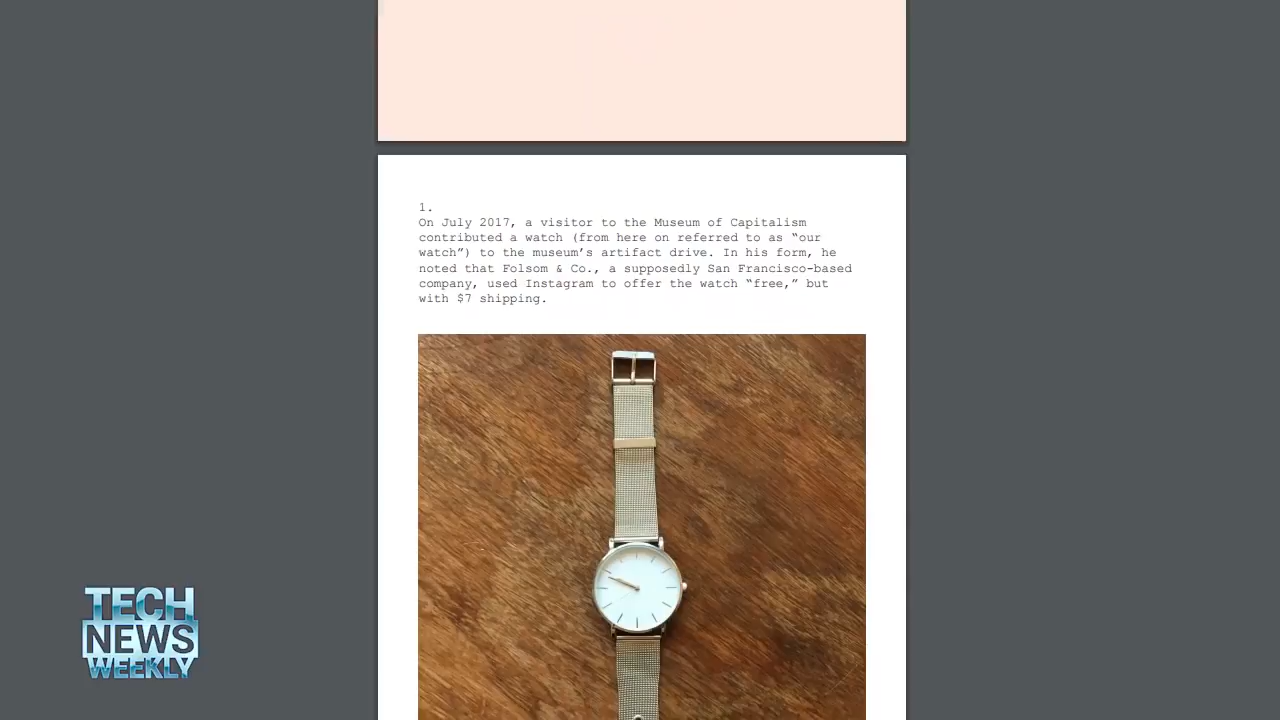 1.
On July 2017, a visitor to the Museum of Capitalism
contributed a watch (from here on referred to as “our
watch”) to the museum’s artifact drive. In his form, he
noted that Folsom & Co., a supposedly San Francisco-based
company, used Instagram to offer the watch “free,” but
with $7 shipping.
TECH
NEWS
WEEKLY